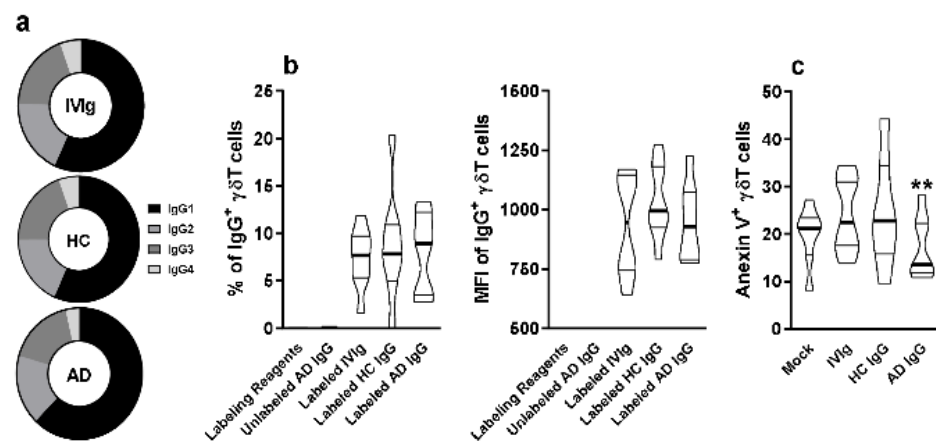 a
IVIg
HC
AD
IgG1
IgG2
IgG3
IgG4
b
% of IgG+ γδT cells
26
20
15
10
5
0
Labeling Reagents
Unlabeled AD IgG
Labeled IVIg
Labeled HC IgG
Labeled AD IgG
MFI of IgG+ γδT cells
1500
1250
1000
750
500
Labeling Reagents
Unlabeled AD IgG
Labeled IVIg
Labeled HC IgG
Labeled AD IgG
c
Anexin V+ γδT cells
50
40
30
20
10
0
**
Mock
IVIg
HC IgG
AD IgG